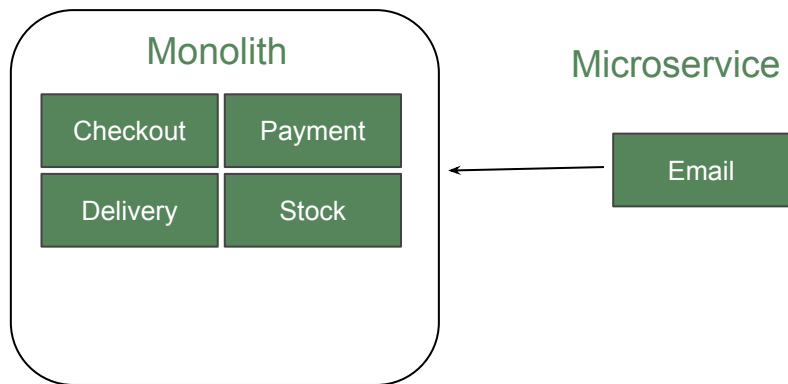 Monolith
Microservice
Checkout
Payment
Email
Delivery
Stock